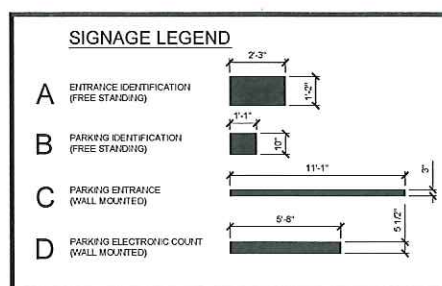 SIGNAGE LEGEND
2'-3"
A ENTRANCE IDENTIFICATION
(FREE STANDING)
1'-2"
1'-1"
B PARKING IDENTIFICATION
(FREE STANDING)
10"
11'-1"
3"
C PARKING ENTRANCE
(WALL MOUNTED)
5'-8"
5 1/2"
D PARKING ELECTRONIC COUNT
(WALL MOUNTED)